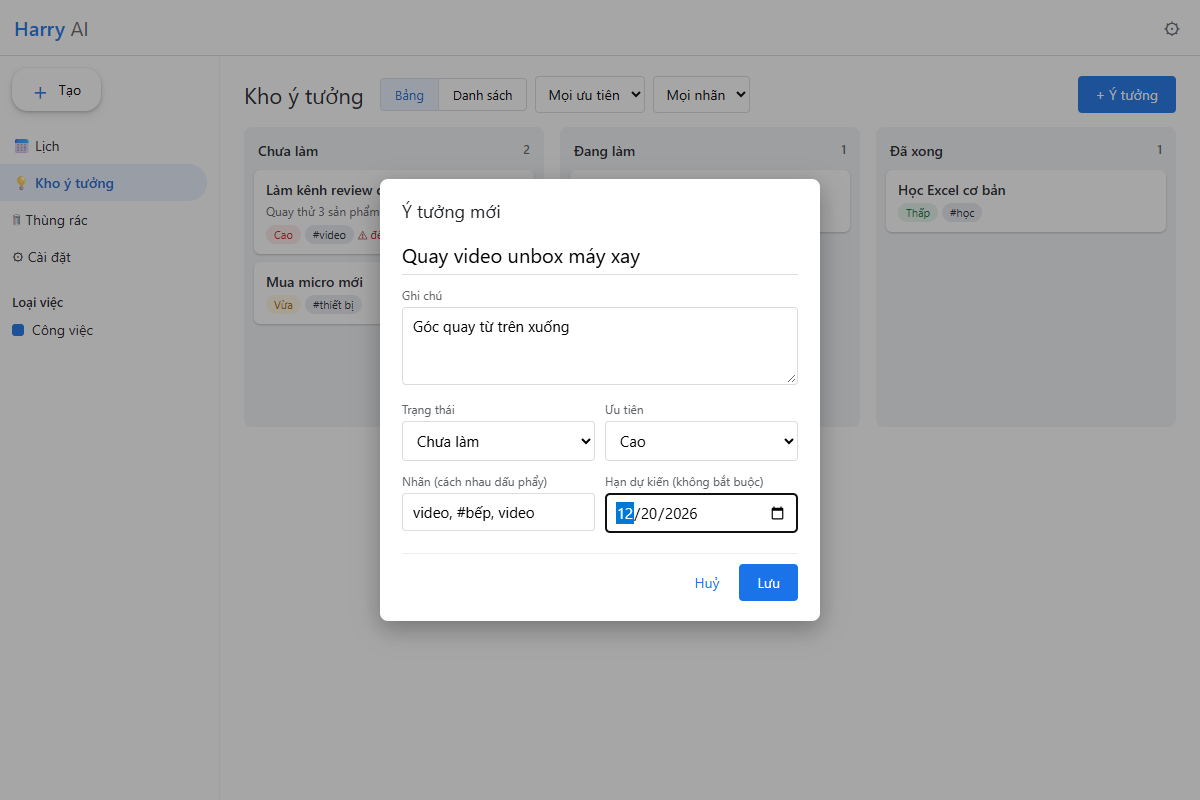 Harry AI
+ Tạo
Lịch
Kho ý tưởng
Thùng rác
Cài đặt
Loại việc
Công việc
Kho ý tưởng
Bảng
Danh sách
Mọi ưu tiên
Mọi nhãn
+ Ý tưởng
Chưa làm 2
Làm kênh review
Quay thử 3 sản phẩm
Cao #video
Mua micro mới
Vừa #thiết bị
Đang làm 1
Đã xong 1
Học Excel cơ bản
Thấp #học
Ý tưởng mới
Quay video unbox máy xay
Ghi chú
Góc quay từ trên xuống
Trạng thái
Ưu tiên
Chưa làm
Cao
Nhãn (cách nhau dấu phẩy)
Hạn dự kiến (không bắt buộc)
video, #bếp, video
12/20/2026
Huỷ
Lưu